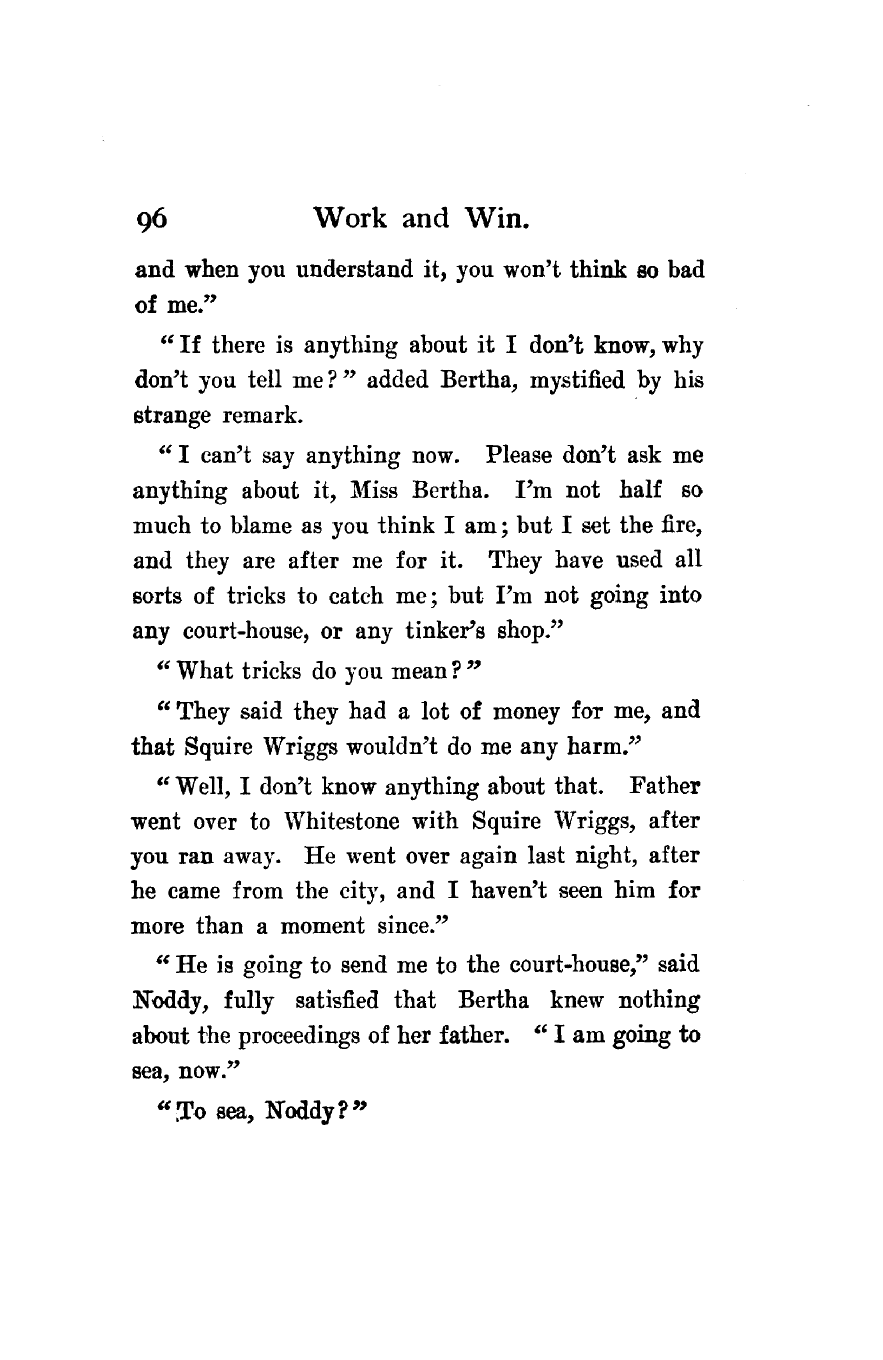 96 Work and Win.
and when you understand it, you won't think so bad
of me."
"If there is anything about it I don't know, why
don't you tell me?" added Bertha, mystified by his
strange remark.
"I can't say anything now. Please don't ask me
anything about it, Miss Bertha. I'm not half so
much to blame as you think I am; but I set the fire,
and they are after me for it. They have used all
sorts of tricks to catch me; but I'm not going into
any court-house, or any tinker's shop."
"What tricks do you mean?"
"They said they had a lot of money for me, and
that Squire Wriggs wouldn't do me any harm."
"Well, I don't know anything about that. Father
went over to Whitestone with Squire Wriggs, after
you ran away. He went over again last night, after
he came from the city, and I haven't seen him for
more than a moment since."
"He is going to send me to the court-house," said
Noddy, fully satisfied that Bertha knew nothing
about the proceedings of her father. "I am going to
sea, now."
"To sea, Noddy?"